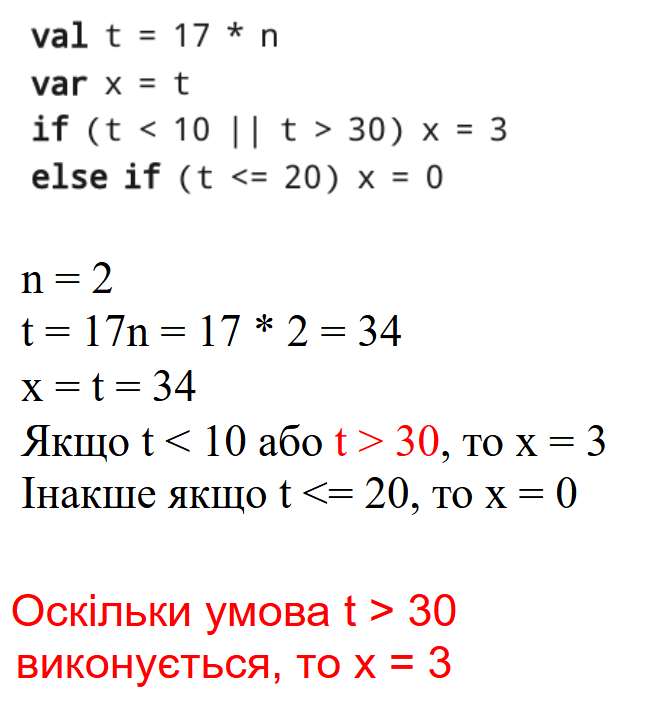 val t = 17 * n
var x = t
if (t < 10 || t > 30) x = 3
else if (t <= 20) x = 0
n = 2
t = 17n = 17 * 2 = 34
x = t = 34
Якщо t < 10 або t > 30, то x = 3
Інакше якщо t <= 20, то x = 0
Оскільки умова t > 30
виконується, то x = 3